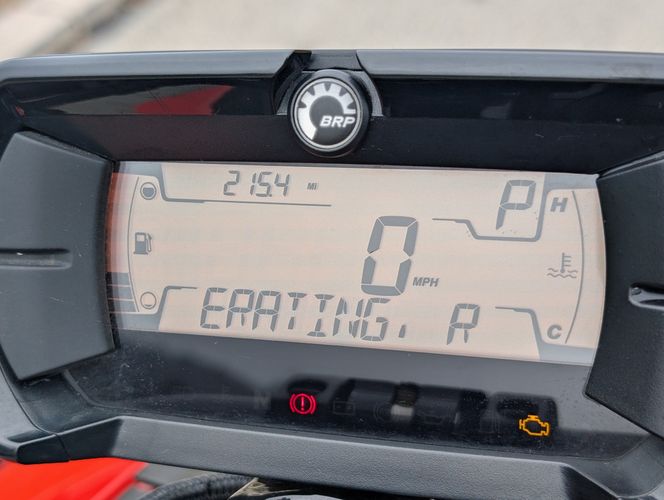 BRP
215.4 MI
P
H
0 MPH
ERATING, R
C